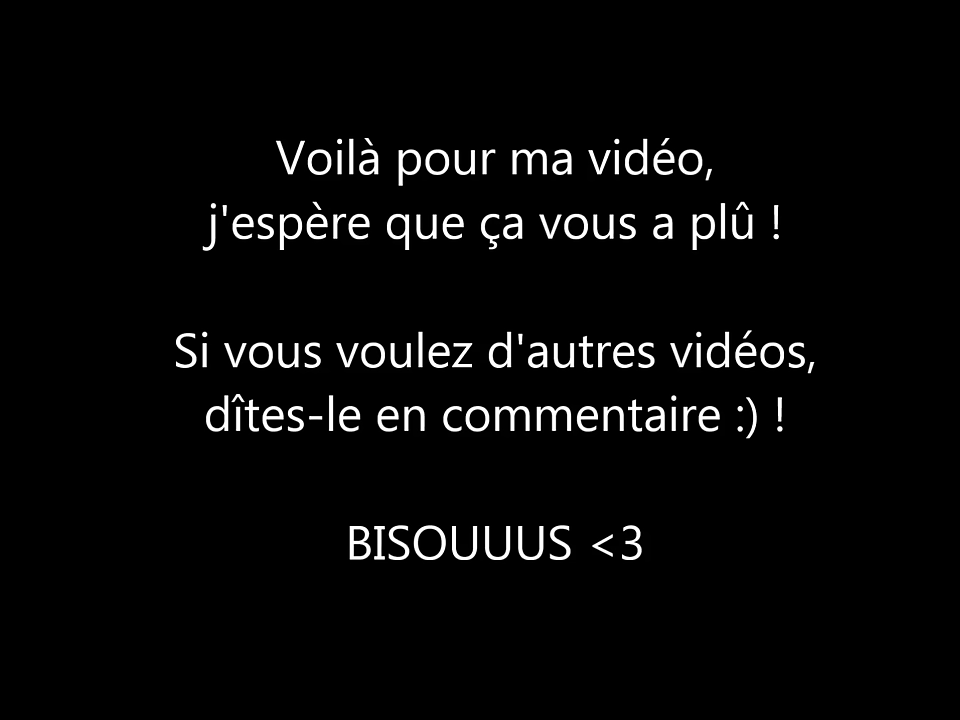 Voilà pour ma vidéo,
j'espère que ça vous a plû !
Si vous voulez d'autres vidéos,
dîtes-le en commentaire :) !
BISOUUUS <3